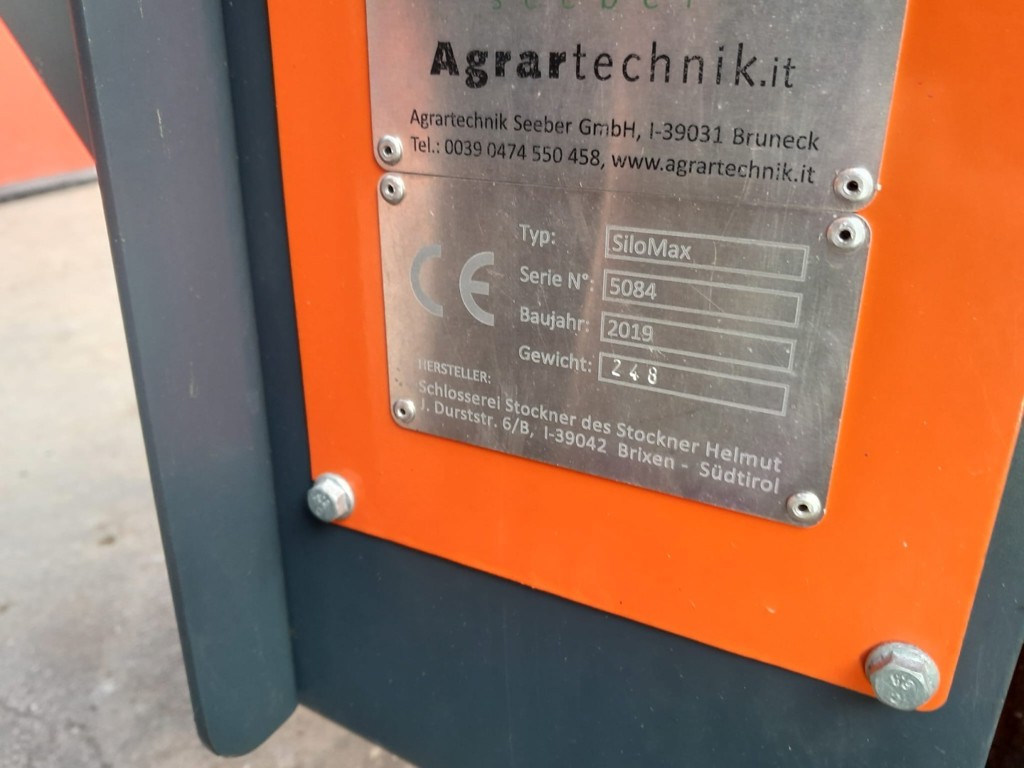 seeber
Agrartechnik.it
Agrartechnik Seeber GmbH, I-39031 Bruneck
Tel.: 0039 0474 550 458, www.agrartechnik.it
CE
Typ: SiloMax
Serie N°: 5084
Baujahr: 2019
Gewicht: 248
HERSTELLER:
Schlosserei Stockner des Stockner Helmut
J. Durststr. 6/B, I-39042 Brixen - Südtirol